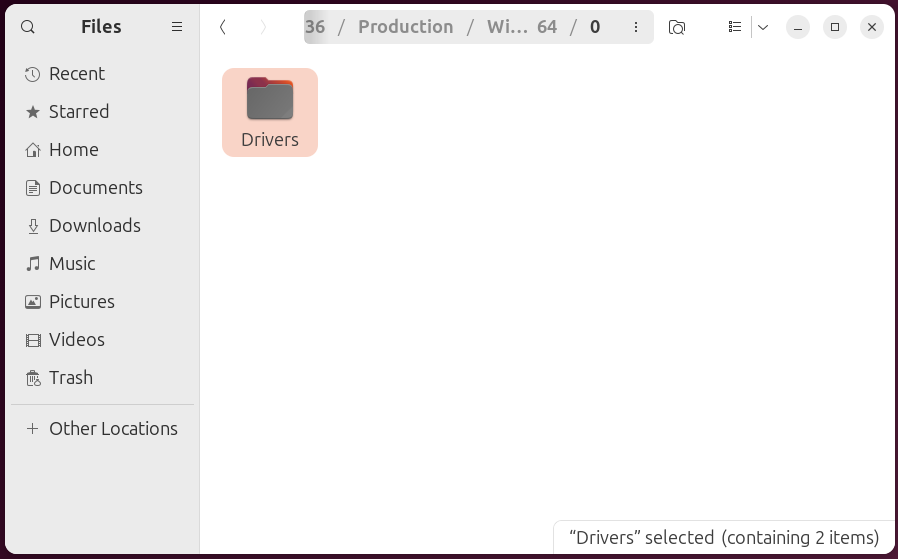 Files
36 / Production / Wi… 64 / 0
Recent
Starred
Home
Documents
Downloads
Music
Pictures
Videos
Trash
Other Locations
Drivers
“Drivers” selected (containing 2 items)